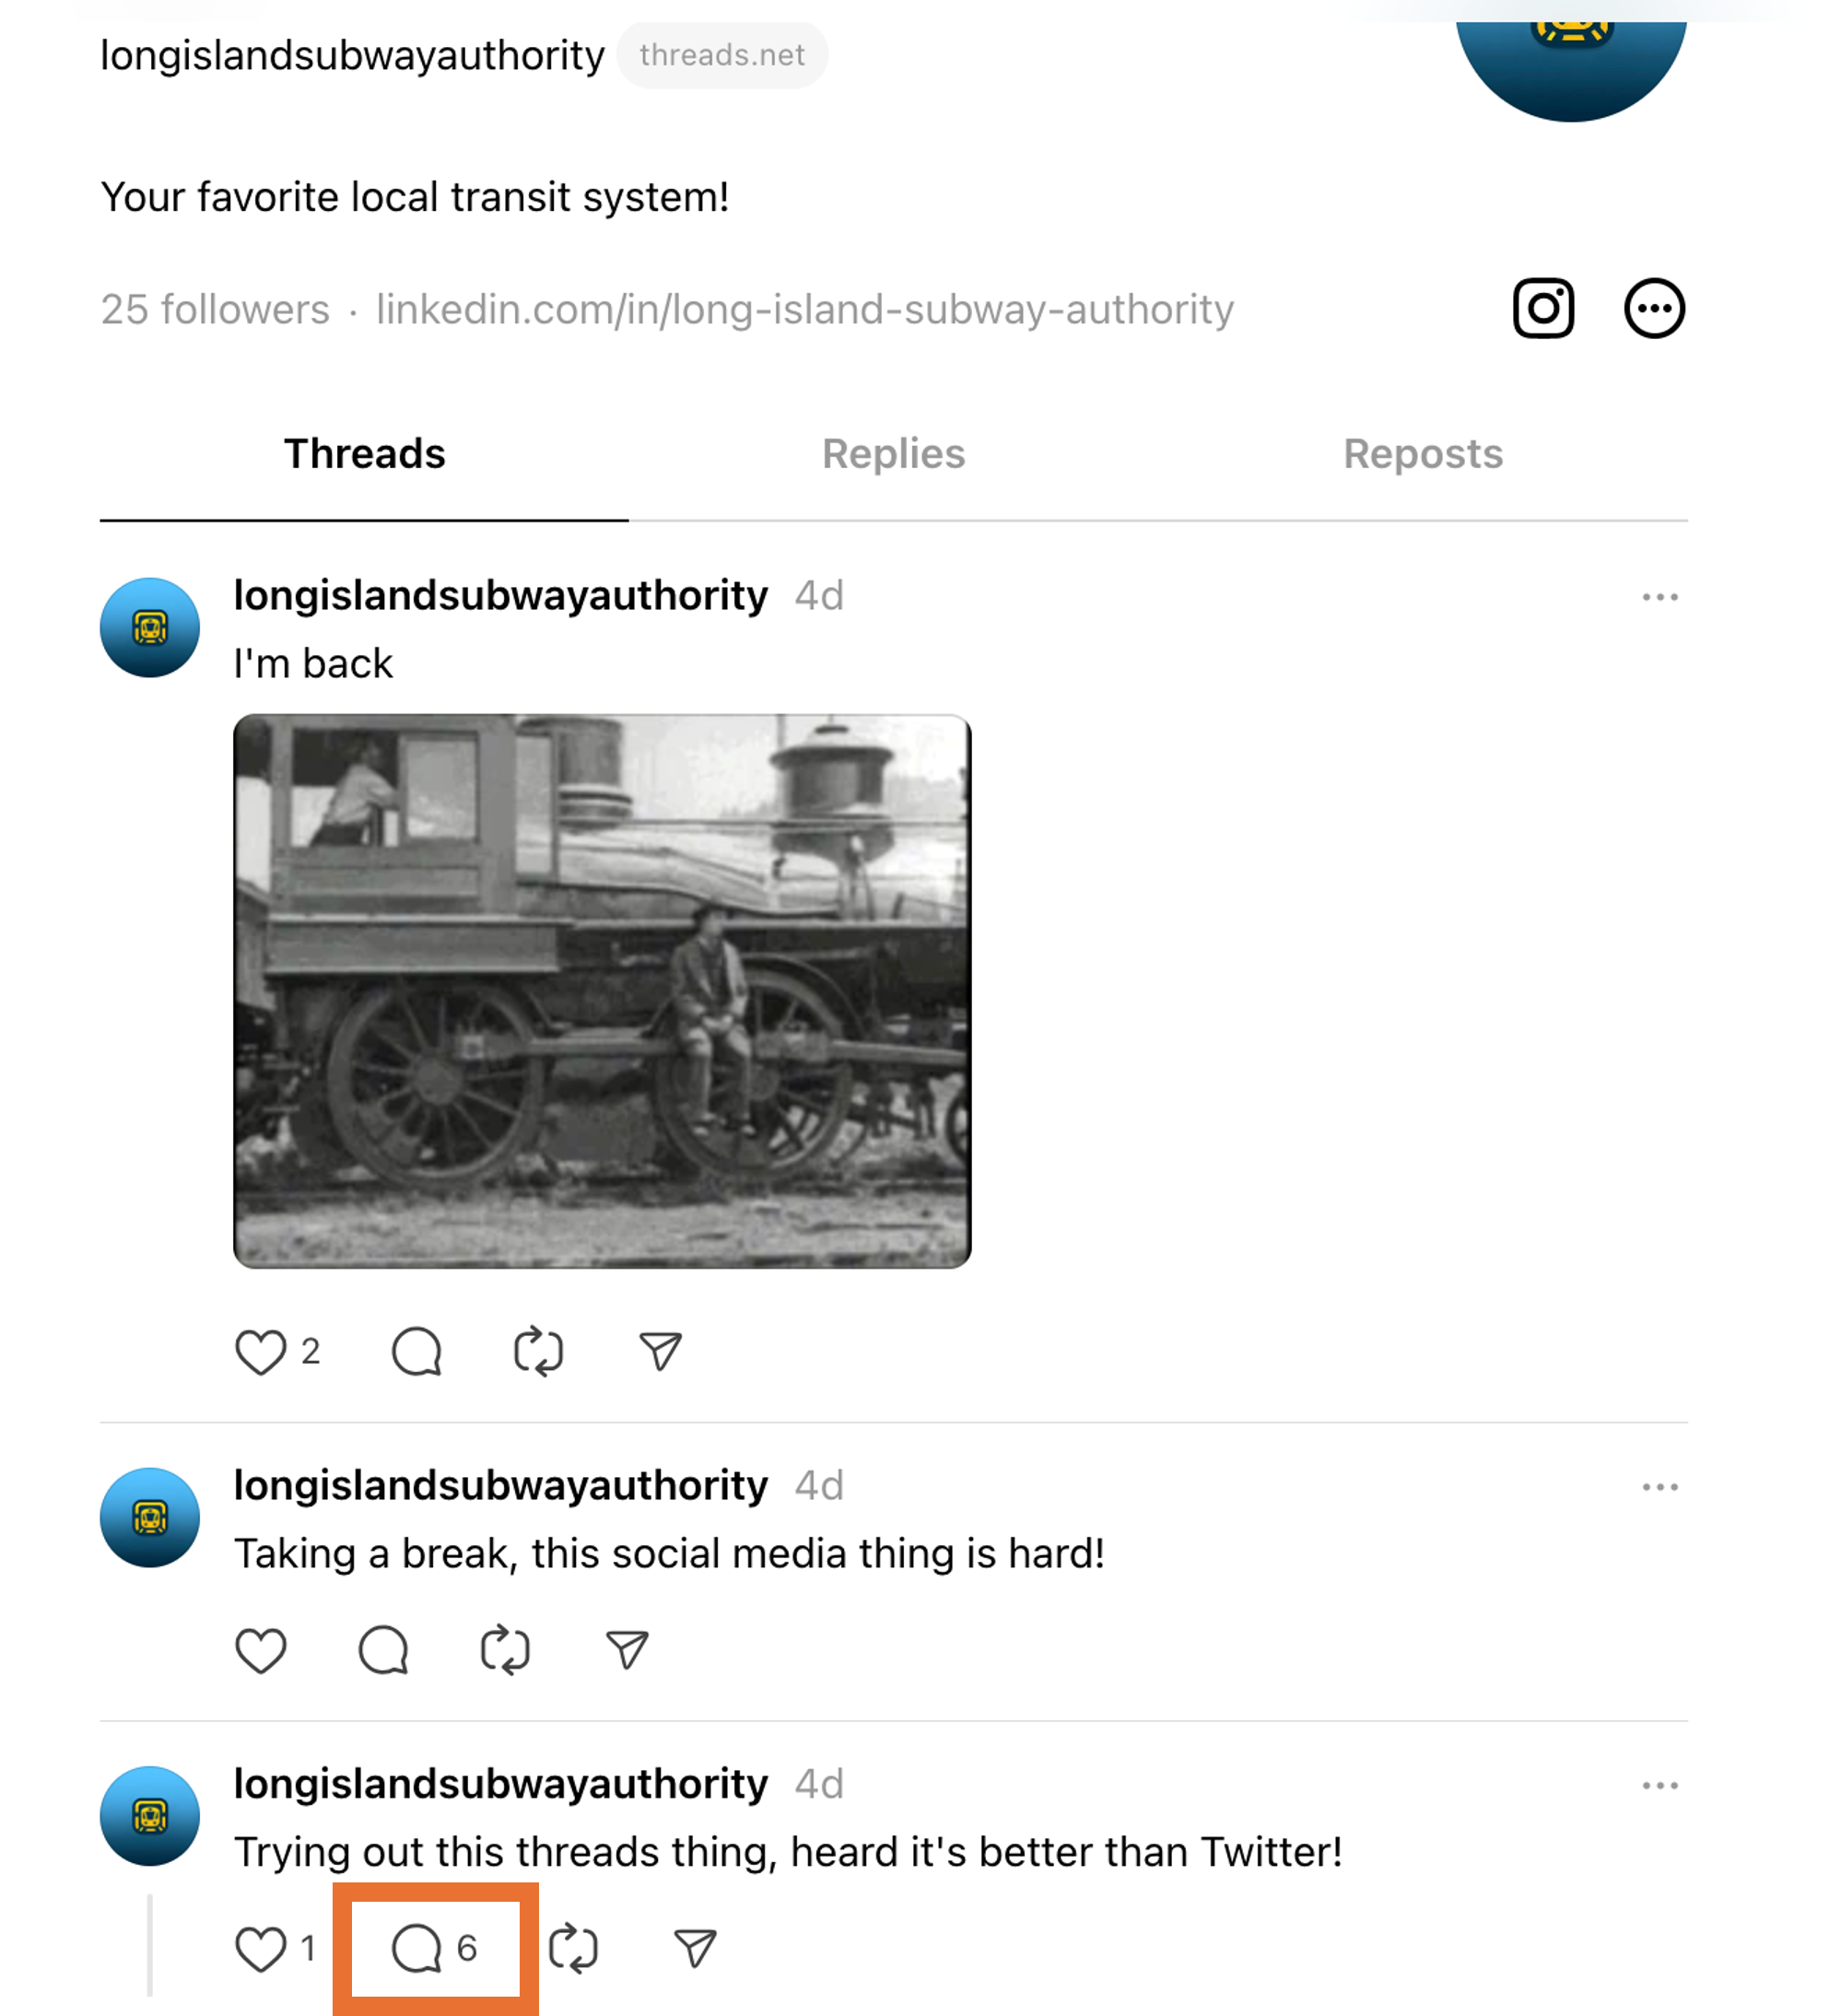 longislandsubwayauthority threads.net
Your favorite local transit system!
25 followers · linkedin.com/in/long-island-subway-authority
Threads Replies Reposts
longislandsubwayauthority 4d
I'm back
2
longislandsubwayauthority 4d
Taking a break, this social media thing is hard!
longislandsubwayauthority 4d
Trying out this threads thing, heard it's better than Twitter!
1 6